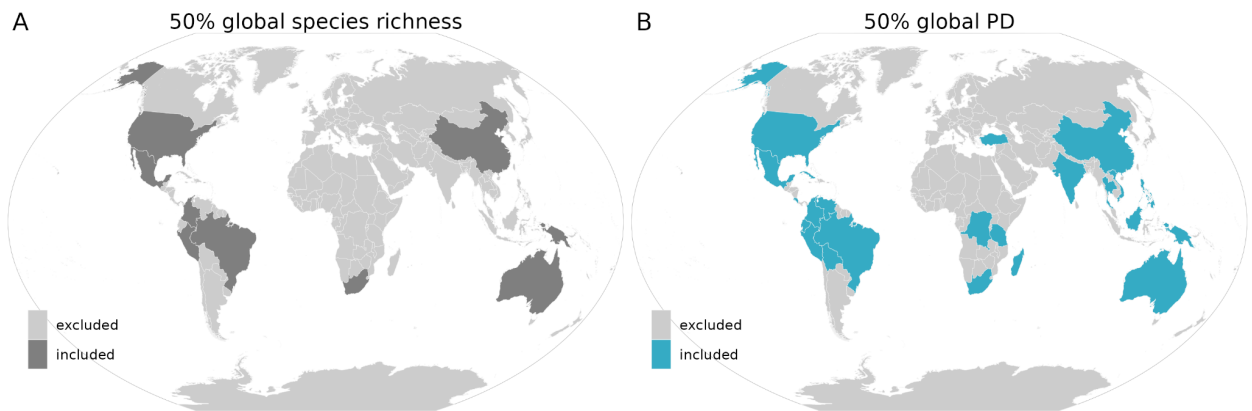 A
50% global species richness
excluded
included
B
50% global PD
excluded
included